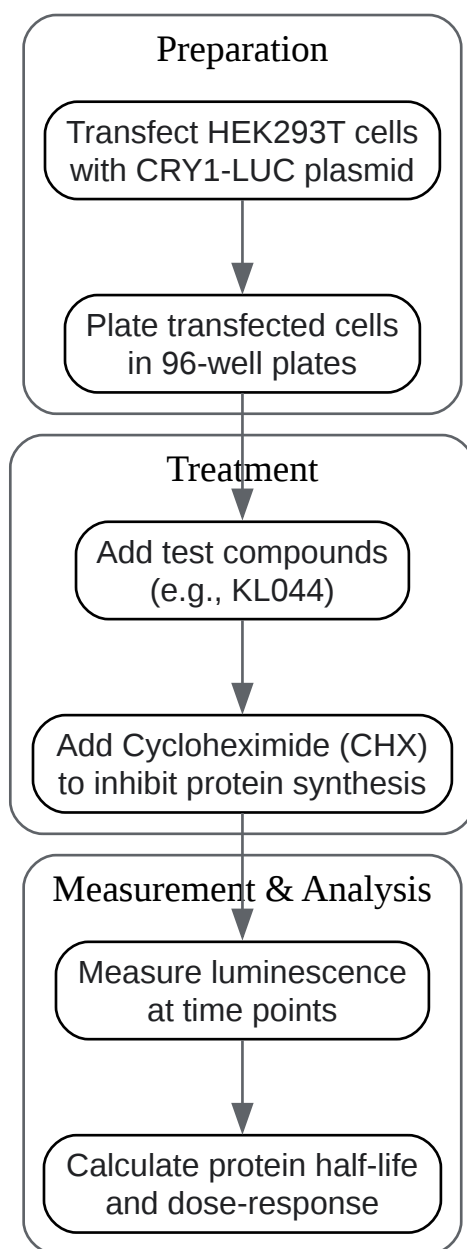 Preparation
Transfect HEK293T cells
with CRY1-LUC plasmid
Plate transfected cells
in 96-well plates
Treatment
Add test compounds
(e.g., KL044)
Add Cycloheximide (CHX)
to inhibit protein synthesis
Measurement & Analysis
Measure luminescence
at time points
Calculate protein half-life
and dose-response